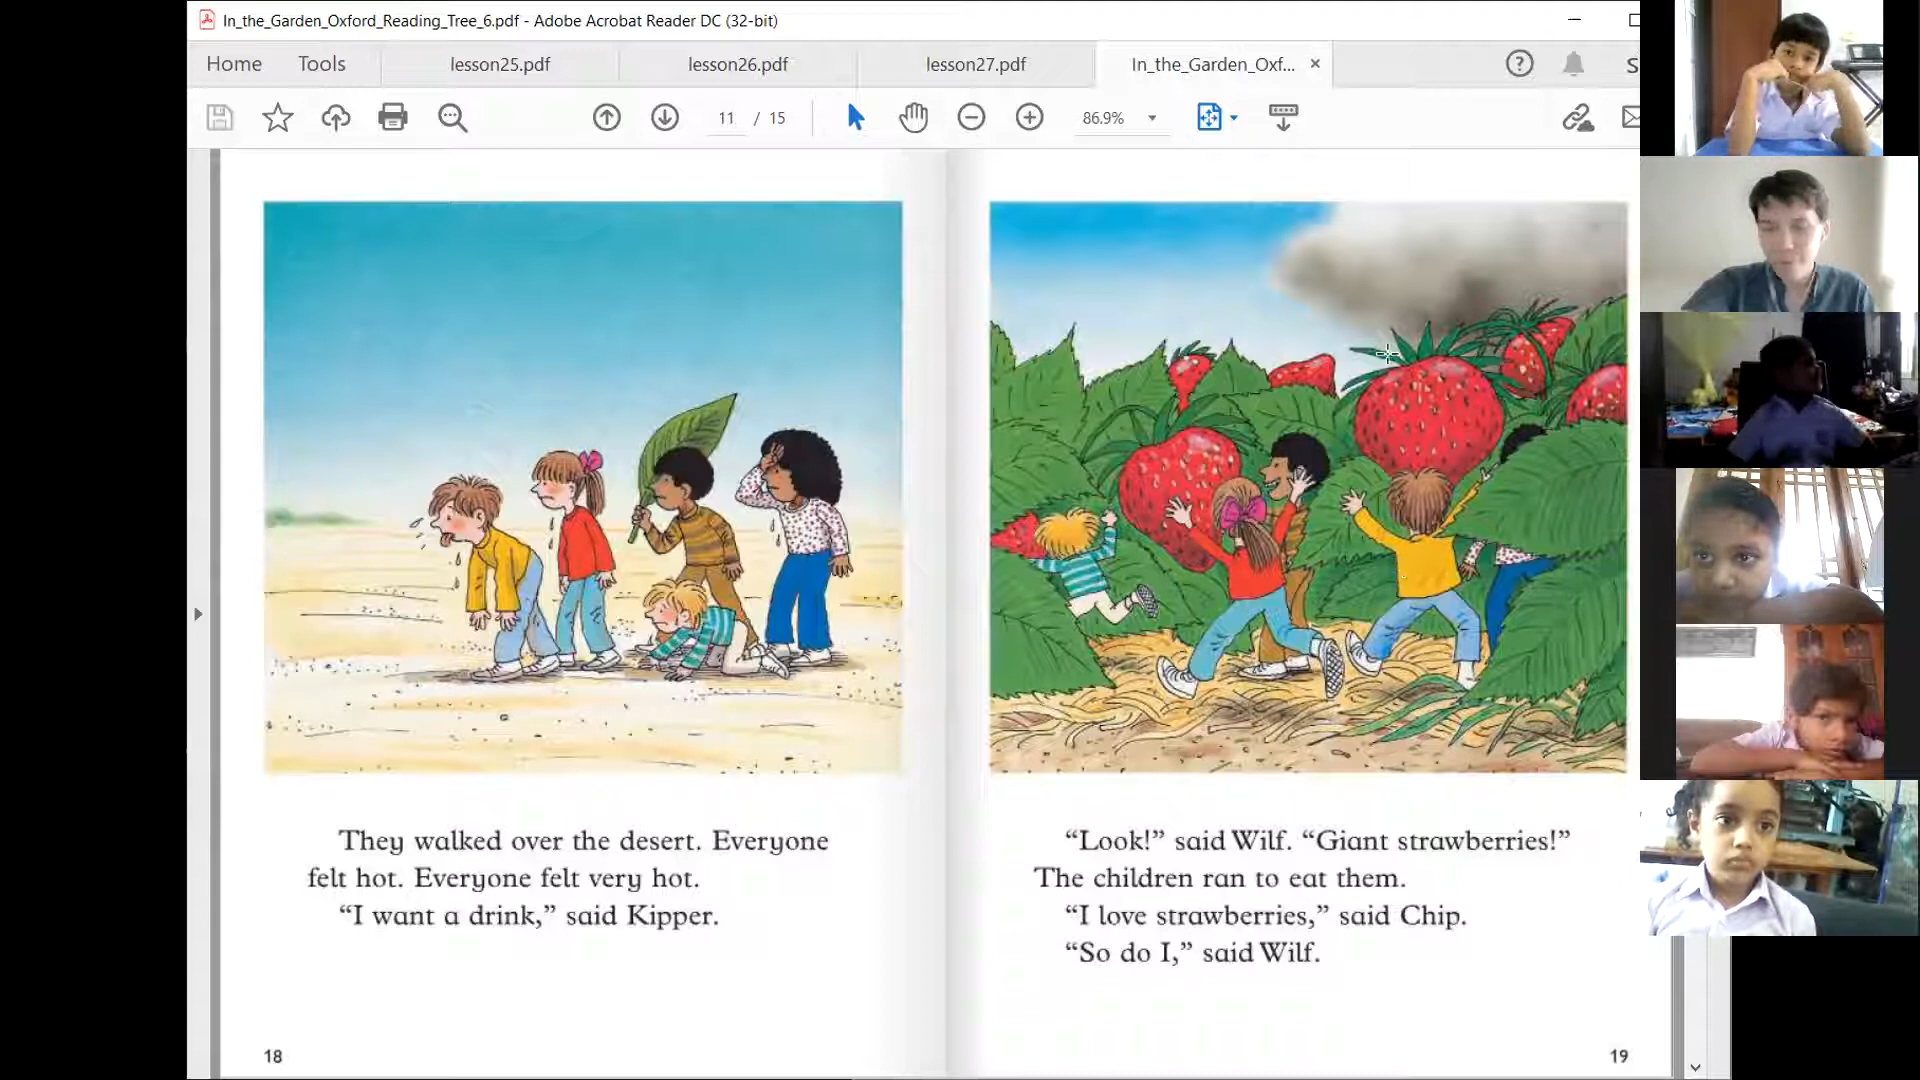 In_the_Garden_Oxford_Reading_Tree_6.pdf - Adobe Acrobat Reader DC (32-bit)
Home Tools lesson25.pdf lesson26.pdf lesson27.pdf In_the_Garden_Oxf... × ? S
11 / 15 86.9%
They walked over the desert. Everyone
felt hot. Everyone felt very hot.
“I want a drink,” said Kipper.
18
“Look!” said Wilf. “Giant strawberries!”
The children ran to eat them.
“I love strawberries,” said Chip.
“So do I,” said Wilf.
19